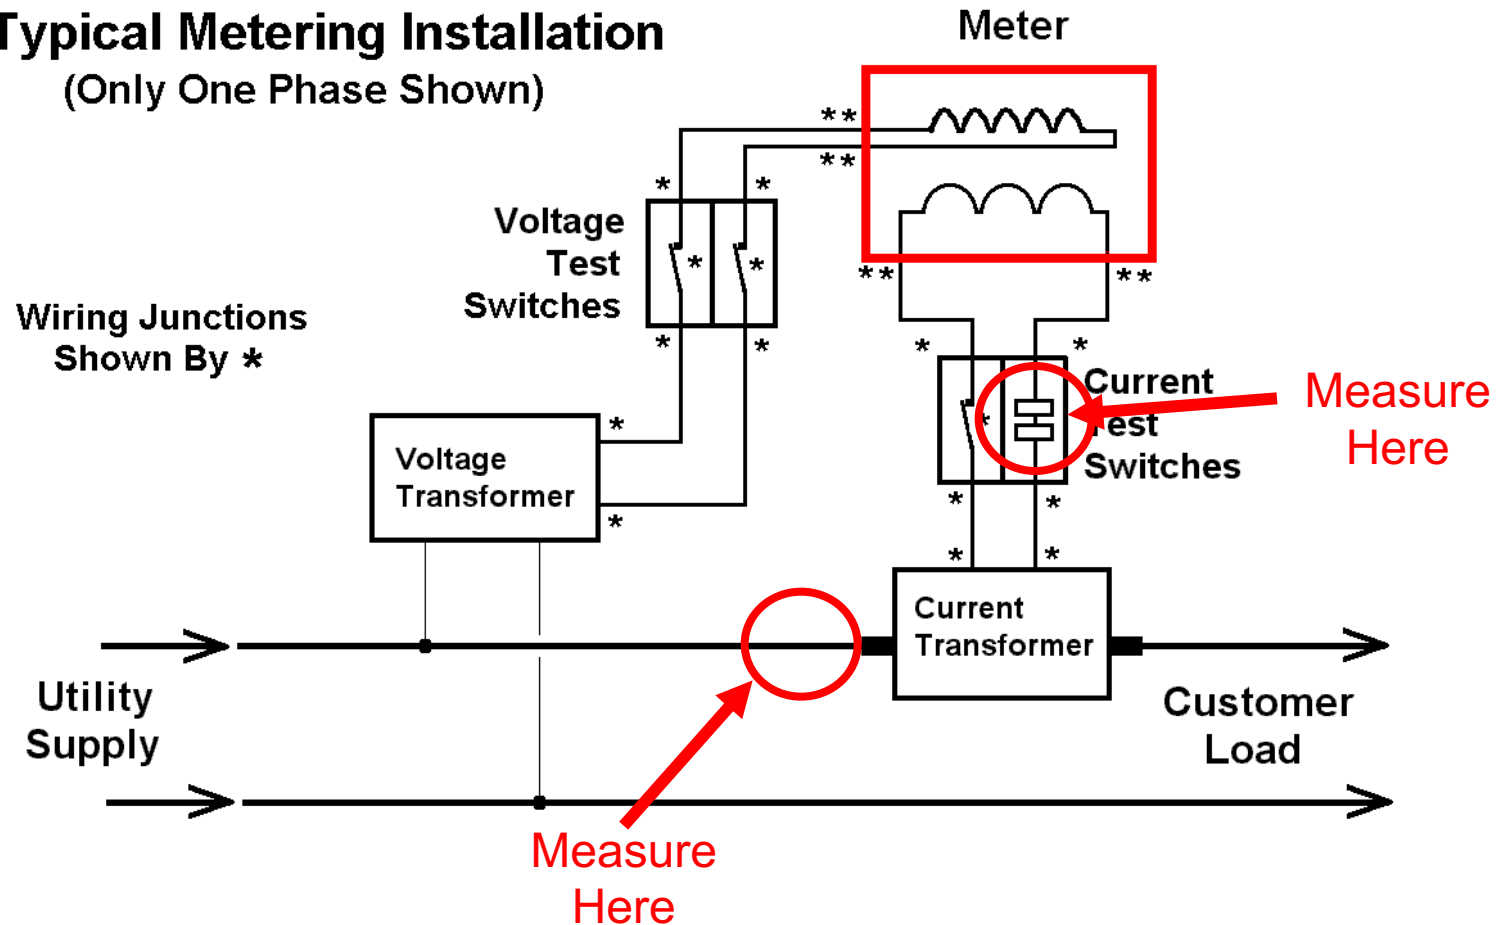 Typical Metering Installation
(Only One Phase Shown)
Meter
**
**
*
*
Voltage
Test
Switches
*
*
**
**
Wiring Junctions
Shown By *
*
*
*
*
Current
Test
Switches
*
Measure
Here
*
Voltage
Transformer
*
*
*
*
*
Current
Transformer
Utility
Supply
Customer
Load
Measure
Here